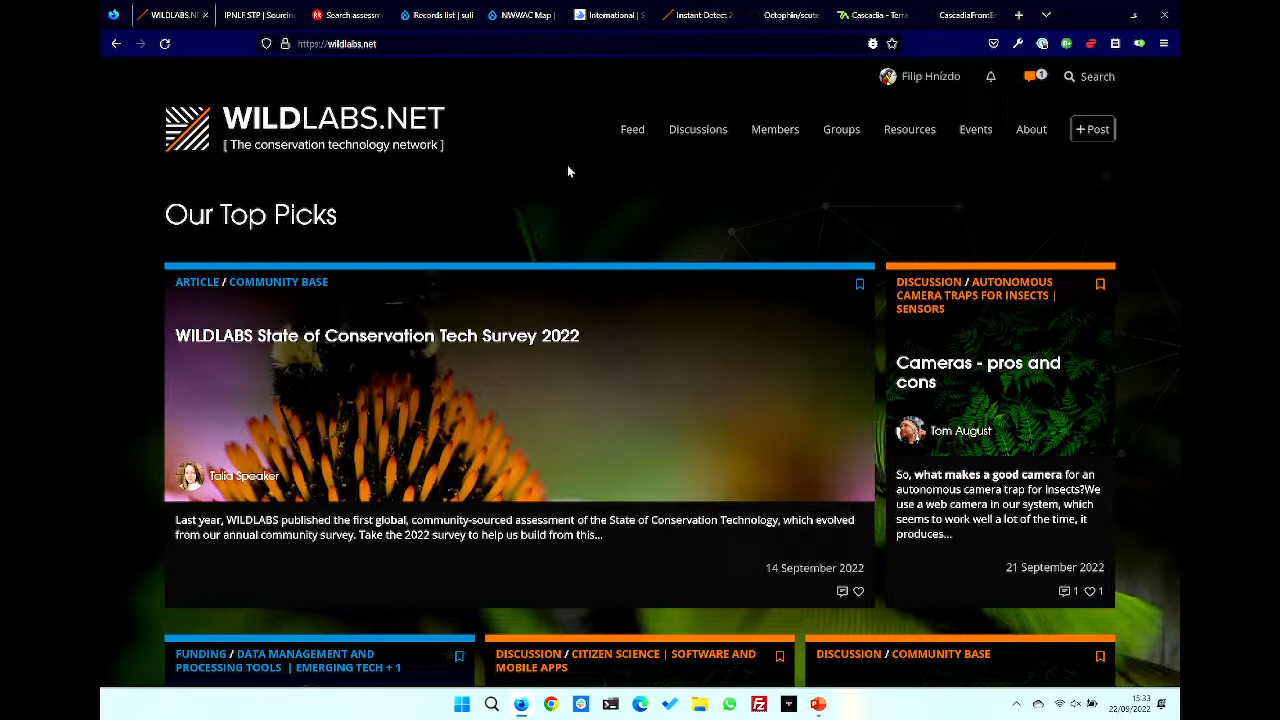 WILDLABS.NE
IPNLF STP | Sourcing
Search assessm
Records list | suli
NWWAC Map |
International | S
Instant Detect 2
Octophin/scute
Cascadia - Terra
CascadiaFrontE
https://wildlabs.net
Filip Hnízdo
1
Search
WILDLABS.NET
[ The conservation technology network ]
Feed
Discussions
Members
Groups
Resources
Events
About
+ Post
Our Top Picks
ARTICLE / COMMUNITY BASE
WILDLABS State of Conservation Tech Survey 2022
Talia Speaker
Last year, WILDLABS published the first global, community-sourced assessment of the State of Conservation Technology, which evolved
from our annual community survey. Take the 2022 survey to help us build from this...
14 September 2022
DISCUSSION / AUTONOMOUS
CAMERA TRAPS FOR INSECTS |
SENSORS
Cameras - pros and
cons
Tom August
So, what makes a good camera for an
autonomous camera trap for insects?We
use a web camera in our system, which
seems to work well a lot of the time, it
produces...
21 September 2022
1
1
FUNDING / DATA MANAGEMENT AND
PROCESSING TOOLS | EMERGING TECH + 1
DISCUSSION / CITIZEN SCIENCE | SOFTWARE AND
MOBILE APPS
DISCUSSION / COMMUNITY BASE
15:33
22/09/2022